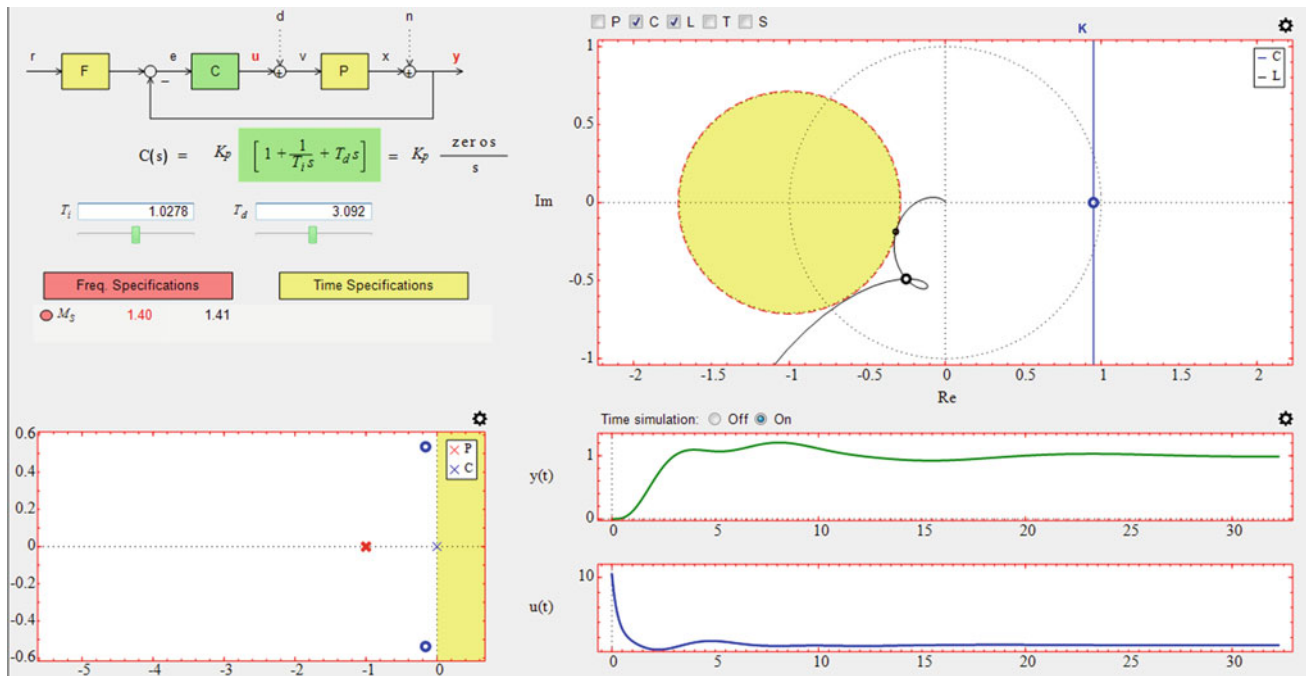 d n
r e u v x y
F C P
−
C(s) = Kp [ 1 + 1/(Ti s) + Td s ] = Kp zeros/s
Ti 1.0278 Td 3.092
Freq. Specifications Time Specifications
Ms 1.40 1.41
P C L T S
K
C
L
1
0.5
Im 0
-0.5
-1
-2 -1.5 -1 -0.5 0 0.5 1 1.5 2
Re
0.6
0.4
0.2
0
-0.2
-0.4
-0.6
P
C
-5 -4 -3 -2 -1 0
Time simulation: Off On
y(t)
1
0
0 5 10 15 20 25 30
u(t)
10
0 5 10 15 20 25 30